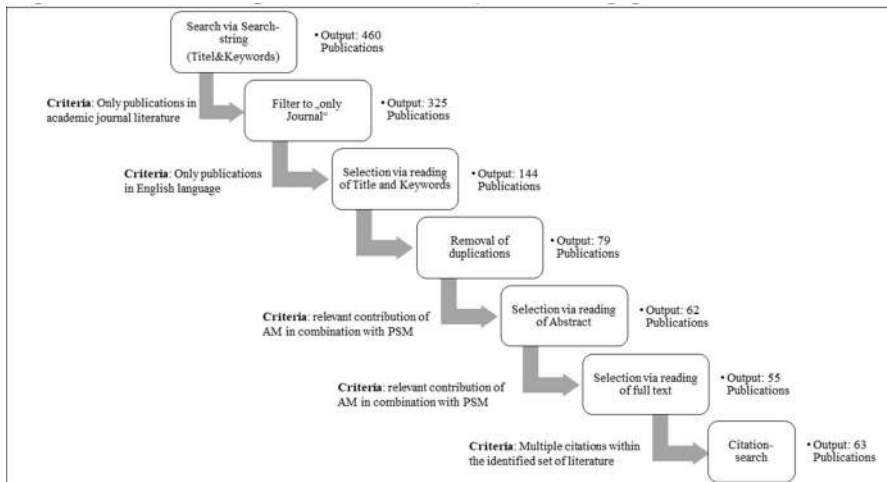 Search via Search-
string
(Titel&Keywords)
• Output: 460
Publications
Criteria: Only publications in
academic journal literature
Filter to „only
Journal“
• Output: 325
Publications
Criteria: Only publications
in English language
Selection via reading
of Title and Keywords
• Output: 144
Publications
Removal of
duplications
• Output: 79
Publications
Criteria: relevant contribution of
AM in combination with PSM
Selection via reading
of Abstract
• Output: 62
Publications
Criteria: relevant contribution of
AM in combination with PSM
Selection via reading
of full text
• Output: 55
Publications
Criteria: Multiple citations within
the identified set of literature
Citation-
search
• Output: 63
Publications